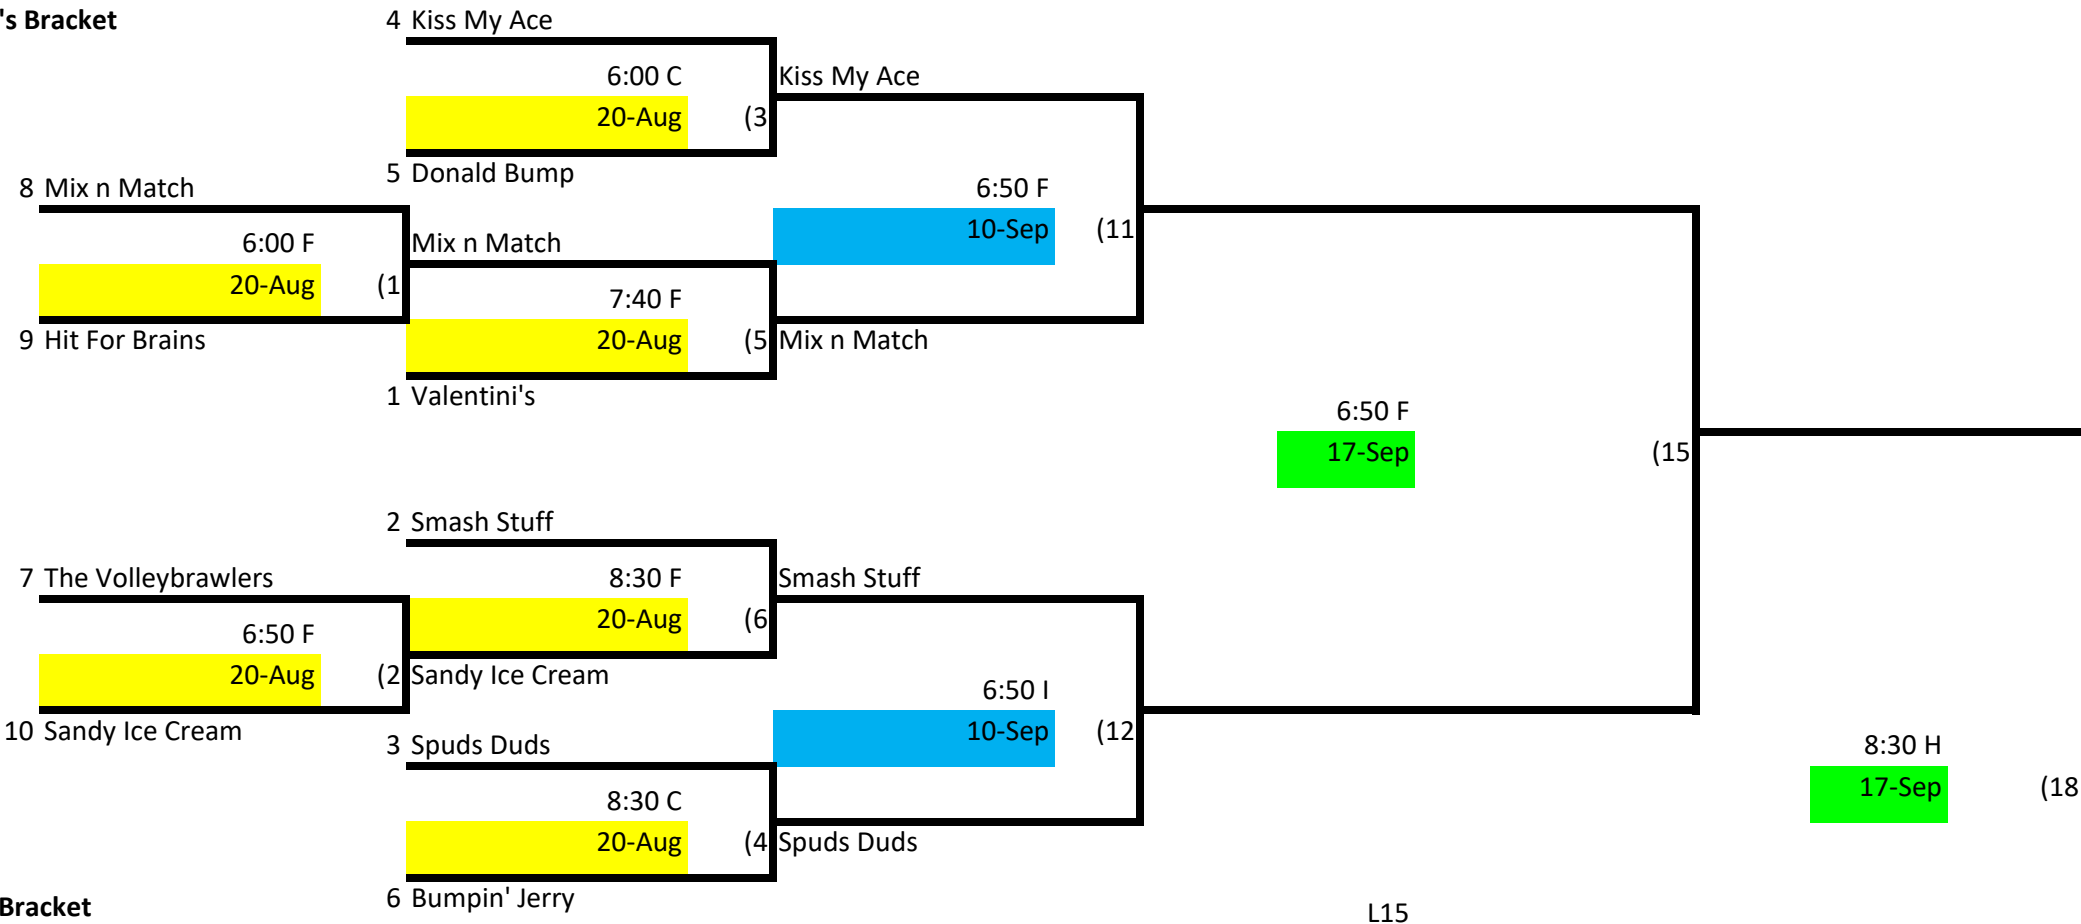 's Bracket
4 Kiss My Ace
6:00 C
Kiss My Ace
20-Aug (3
5 Donald Bump
8 Mix n Match
6:50 F
6:00 F
Mix n Match
10-Sep (11
20-Aug (1
7:40 F
9 Hit For Brains
20-Aug (5
Mix n Match
1 Valentini's
6:50 F
17-Sep (15
2 Smash Stuff
7 The Volleybrawlers
8:30 F
Smash Stuff
20-Aug (6
6:50 F
20-Aug (2
Sandy Ice Cream
6:50 I
10 Sandy Ice Cream
10-Sep (12
3 Spuds Duds
8:30 H
17-Sep (18
8:30 C
20-Aug (4
Spuds Duds
6 Bumpin' Jerry
Bracket
L15